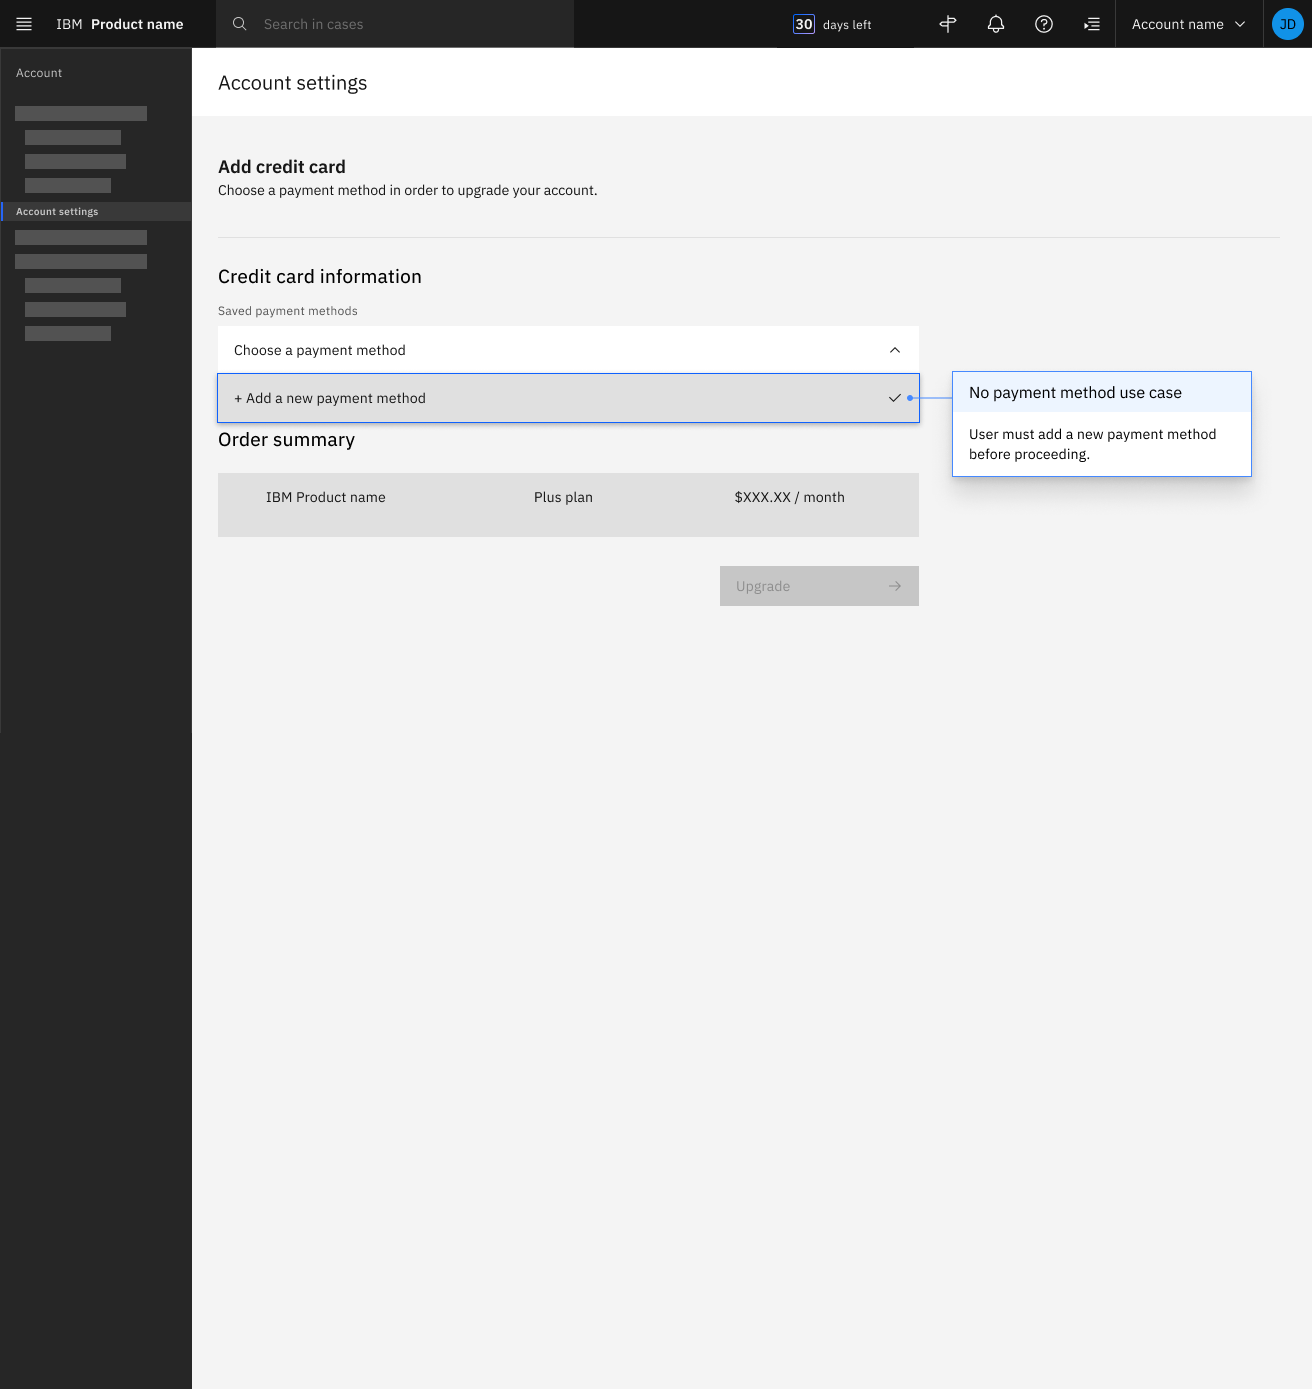 IBM Product name
Search in cases
30 days left
Account name
JD
Account
Account settings
Account settings
Add credit card
Choose a payment method in order to upgrade your account.
Credit card information
Saved payment methods
Choose a payment method
+ Add a new payment method
No payment method use case
User must add a new payment method
before proceeding.
Order summary
IBM Product name
Plus plan
$XXX.XX / month
Upgrade